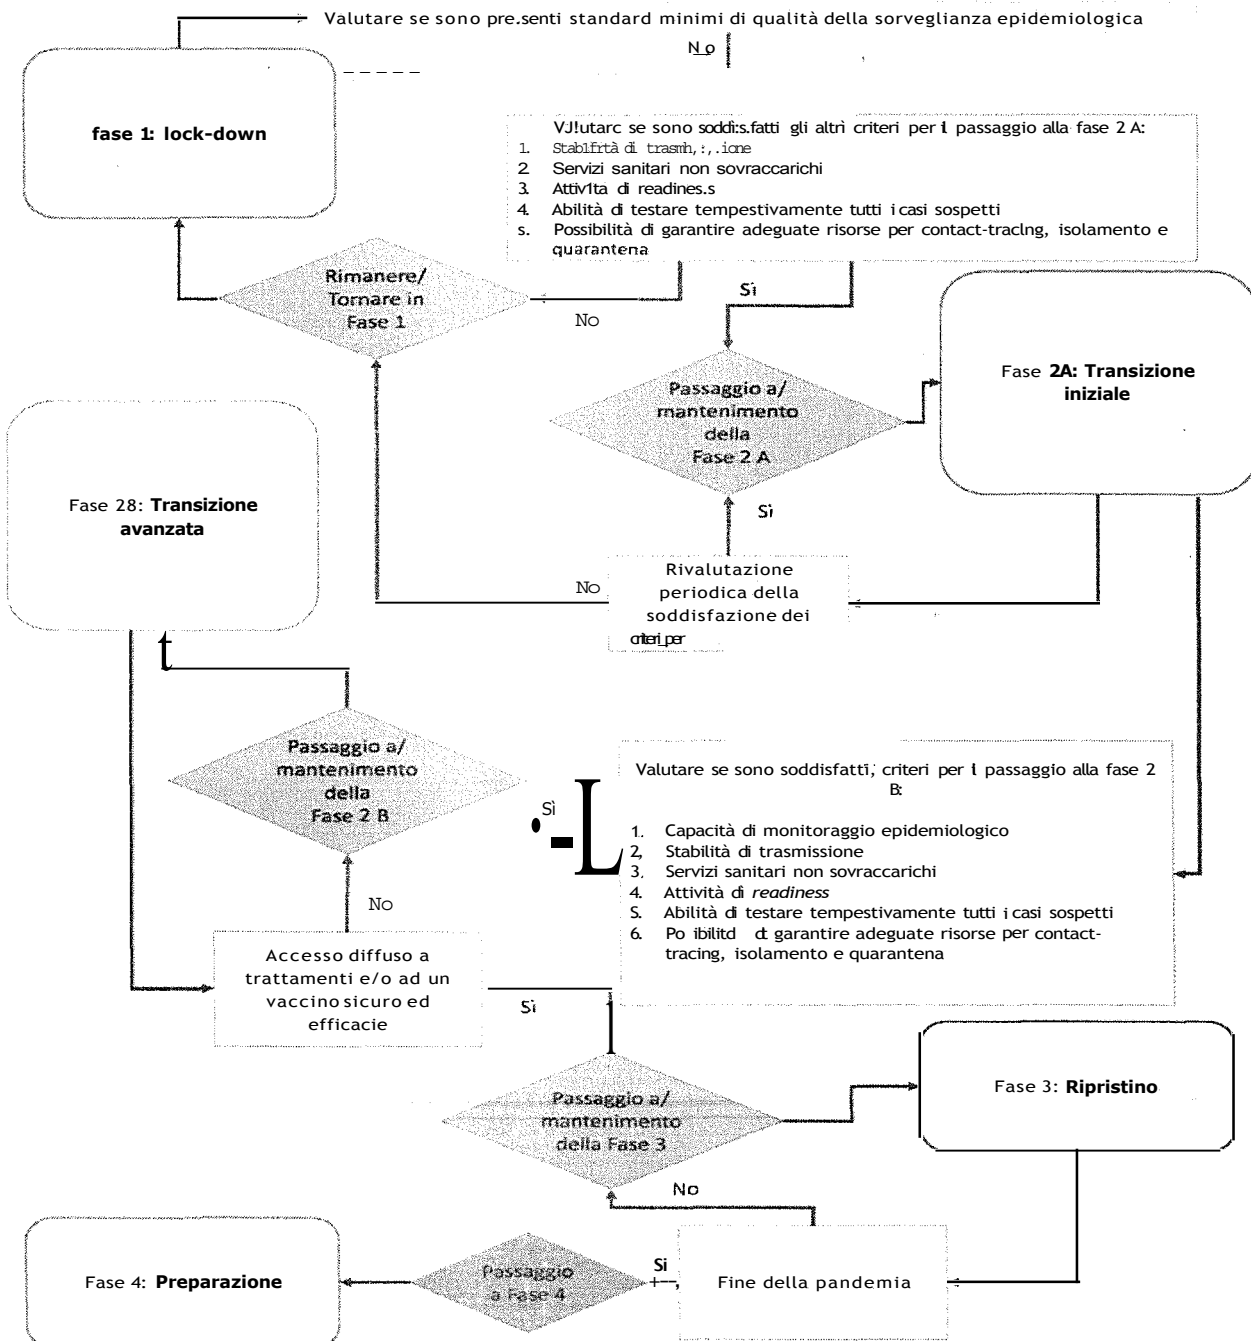 Valutare se sono pre.senti standard minimi di qualità della sorveglianza epidemiologica
No
fase 1: lock-down
VJ!utarc se sono soddi:s.fatti gli altri criteri per il passaggio alla fase 2 A:
1. Stab1frtà di trasmh,:,.ione
2. Servizi sanitari non sovraccarichi
3. Attiv1ta di readines.s
4. Abilità di testare tempestivamente tutti i casi sospetti
s. Possibilità di garantire adeguate risorse per contact-traclng, isolamento e
quarantena
Rimanere/
Tornare in
Fase 1
No
Sì
Passaggio a/
mantenimento
della
Fase 2 A
Fase 2A: Transizione
iniziale
Fase 28: Transizione
avanzata
Sì
No
Rivalutazione
periodica della
soddisfazione dei
criteri_per
Passaggio a/
mantenimento
della
Fase 2 B
Sì
Valutare se sono soddisfatti, criteri per il passaggio alla fase 2
B:
1. Capacità di monitoraggio epidemiologico
2, Stabilità di trasmissione
3, Servizi sanitari non sovraccarichi
4. Attività di readiness
S. Abilità di testare tempestivamente tutti i casi sospetti
6. Po ibilitd dt garantire adeguate risorse per contact-
tracing, isolamento e quarantena
No
Accesso diffuso a
trattamenti e/o ad un
vaccino sicuro ed
efficacie
Sì
Passaggio a/
mantenimento
della Fase 3
Fase 3: Ripristino
No
Fase 4: Preparazione
Passaggio
a Fase 4
Si
Fine della pandemia